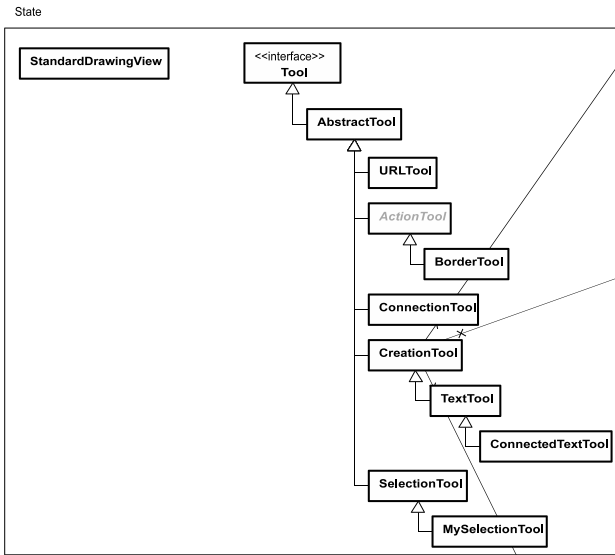 State
StandardDrawingView
<<interface>>
Tool
AbstractTool
URLTool
ActionTool
BorderTool
ConnectionTool
CreationTool
TextTool
ConnectedTextTool
SelectionTool
MySelectionTool